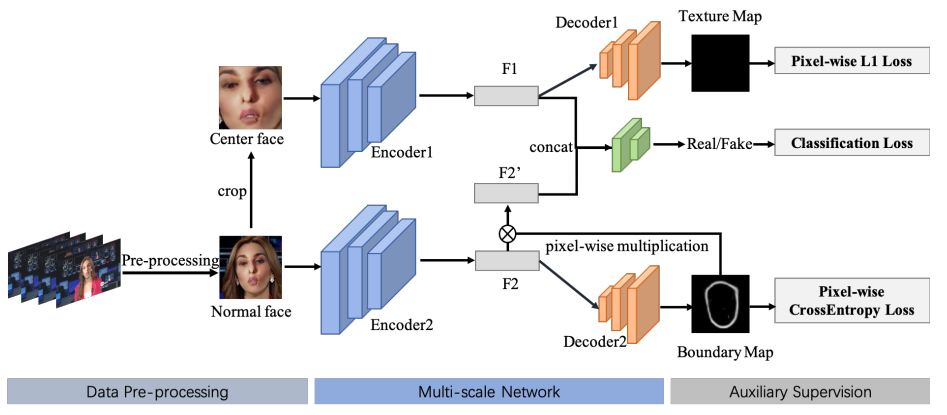 Decoder1
Texture Map
F1
Pixel-wise L1 Loss
Center face
Encoder1
concat
Real/Fake
Classification Loss
crop
F2’
Pre-processing
pixel-wise multiplication
Normal face
Encoder2
F2
Decoder2
Boundary Map
Pixel-wise
CrossEntropy Loss
Data Pre-processing
Multi-scale Network
Auxiliary Supervision